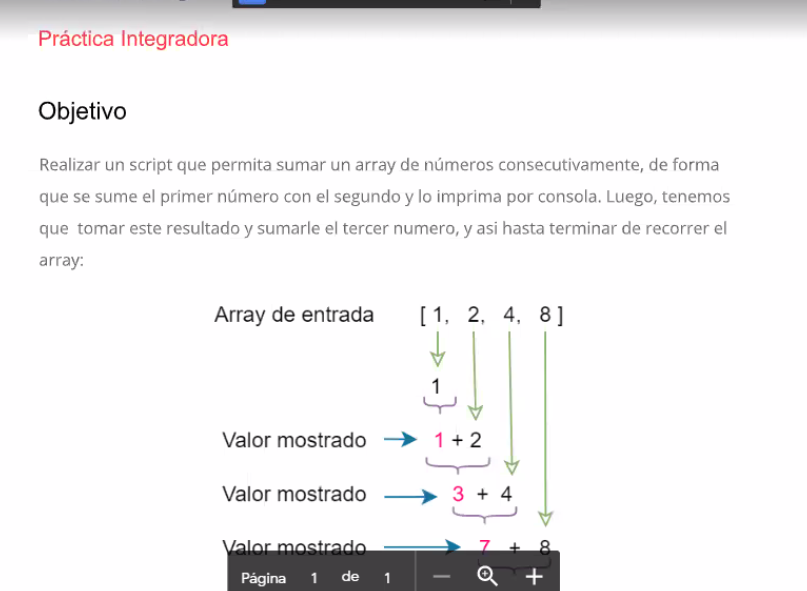 Práctica Integradora
Objetivo
Realizar un script que permita sumar un array de números consecutivamente, de forma
que se sume el primer número con el segundo y lo imprima por consola. Luego, tenemos
que tomar este resultado y sumarle el tercer numero, y asi hasta terminar de recorrer el
array:
Array de entrada [ 1, 2, 4, 8 ]
1
Valor mostrado 1 + 2
Valor mostrado 3 + 4
Valor mostrado 7 + 8
Página 1 de 1